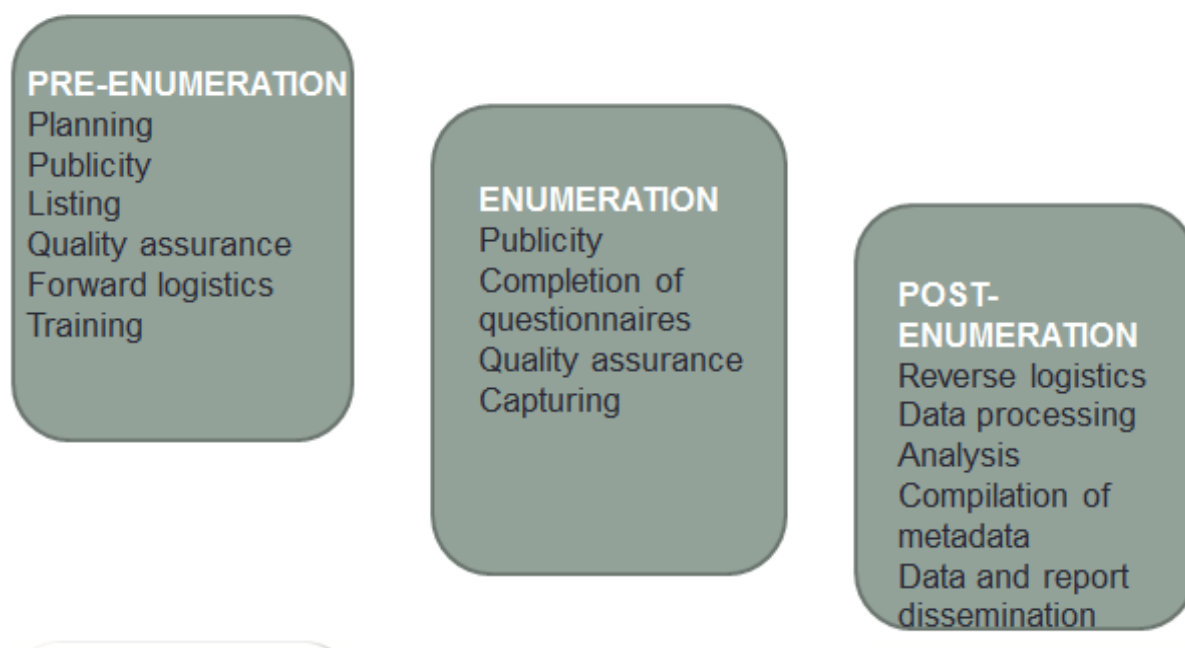 PRE-ENUMERATION
Planning
Publicity
Listing
Quality assurance
Forward logistics
Training
ENUMERATION
Publicity
Completion of
questionnaires
Quality assurance
Capturing
POST-
ENUMERATION
Reverse logistics
Data processing
Analysis
Compilation of
metadata
Data and report
dissemination